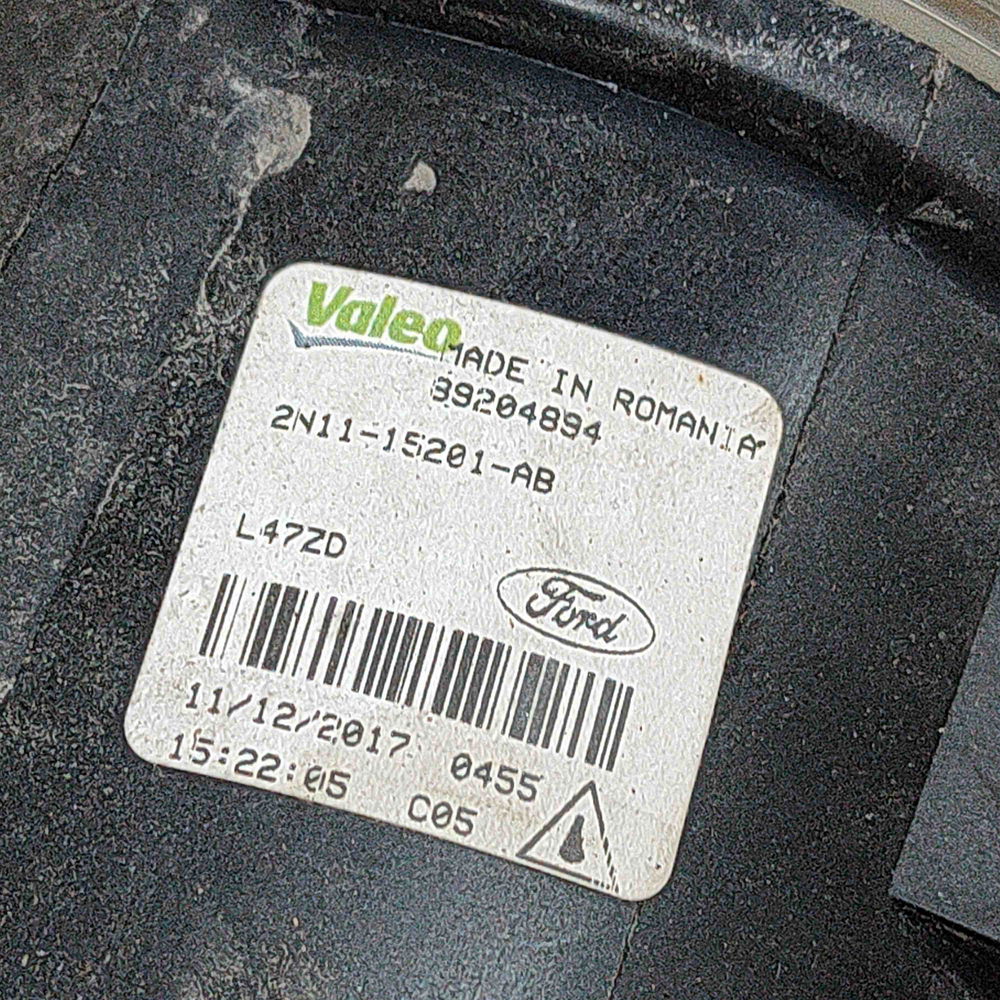 Valeo
MADE IN ROMANIA
89204894
2N11-15201-AB
L47ZD
Ford
11/12/2017 0455
15:22:05 C05